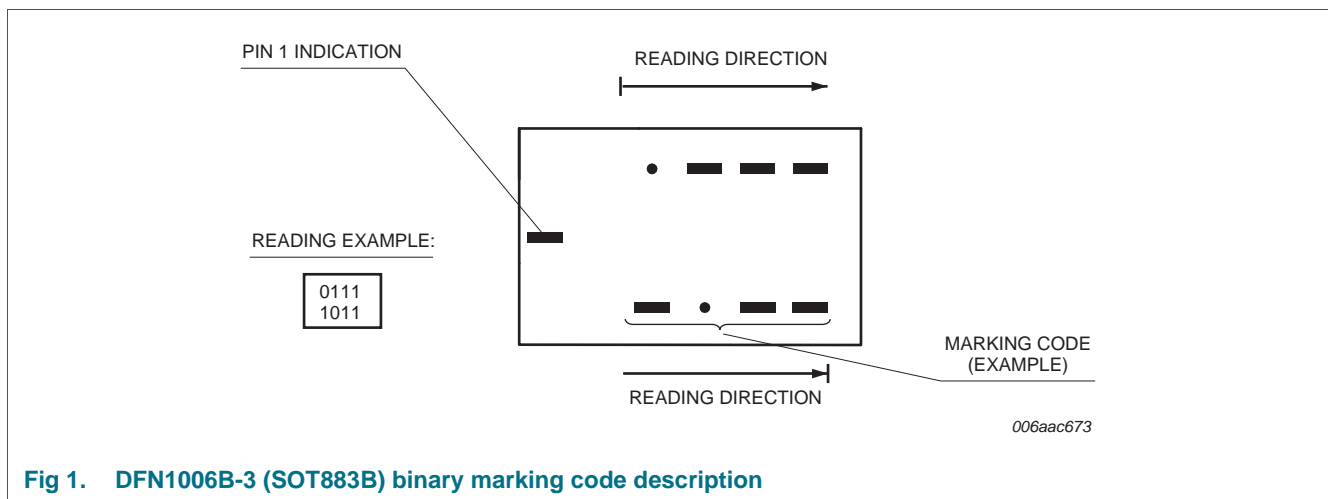 PIN 1 INDICATION
READING DIRECTION
READING EXAMPLE:
0111
1011
MARKING CODE
(EXAMPLE)
READING DIRECTION
006aac673
Fig 1. DFN1006B-3 (SOT883B) binary marking code description